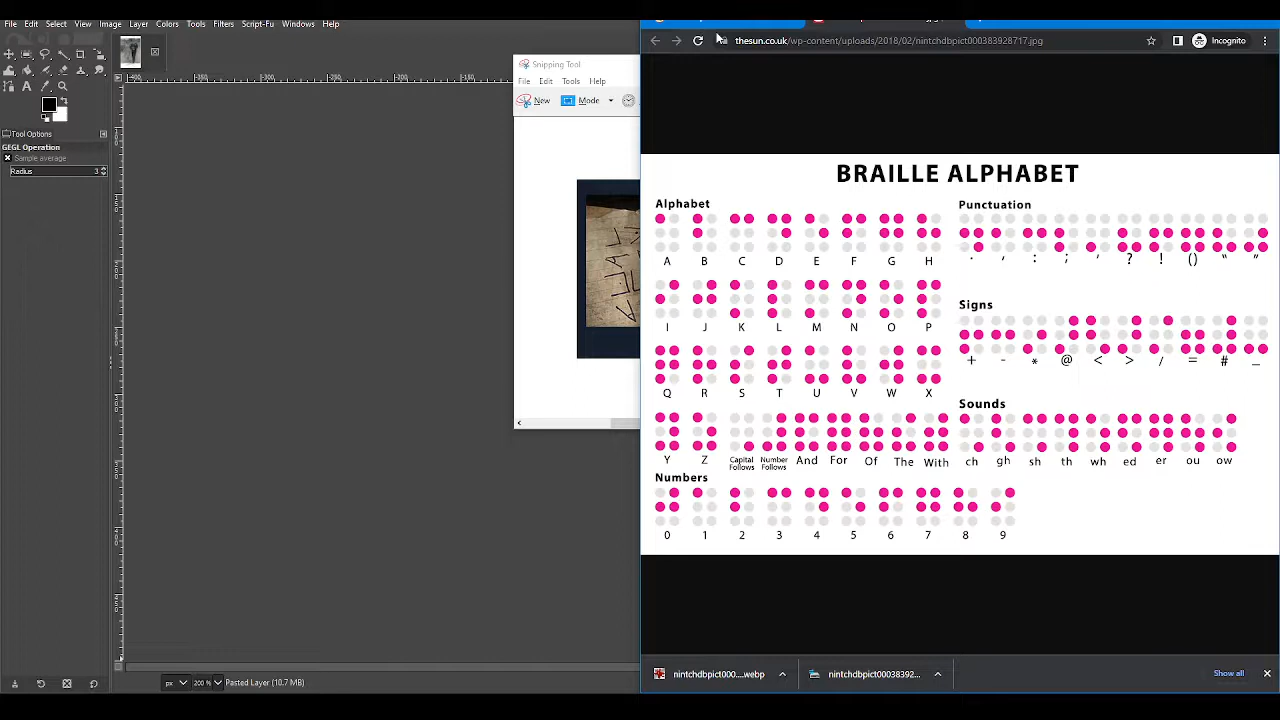 File Edit Select View Image Layer Colors Tools Filters Script-Fu Windows Help
Tool Options
GEGL Operation
Sample average
Radius 3
px 200 % Pasted Layer (10.7 MB)
Snipping Tool
File Edit Tools Help
New Mode
thesun.co.uk/wp-content/uploads/2018/02/nintchdbpict000383928717.jpg
Incognito
BRAILLE ALPHABET
Alphabet
A B C D E F G H
I J K L M N O P
Q R S T U V W X
Y Z Capital Follows Number Follows And For Of The With
Numbers
0 1 2 3 4 5 6 7 8 9
Punctuation
. , : ; ' ? ! () “ ”
Signs
+ - * @ < > / = # _
Sounds
ch gh sh th wh ed er ou ow
nintchdbpict000....webp
nintchdbpict00038392...
Show all